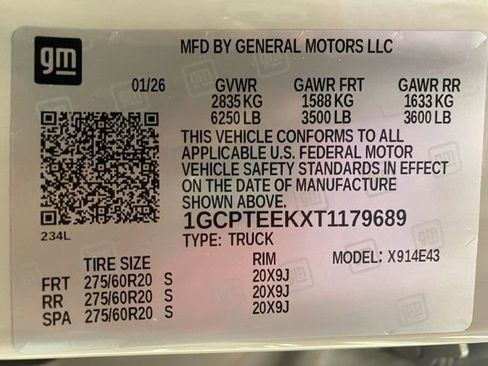 gm
MFD BY GENERAL MOTORS LLC
01/26 GVWR GAWR FRT GAWR RR
2835 KG 1588 KG 1633 KG
6250 LB 3500 LB 3600 LB
THIS VEHICLE CONFORMS TO ALL
APPLICABLE U.S. FEDERAL MOTOR
VEHICLE SAFETY STANDARDS IN EFFECT
ON THE DATE OF MANUFACTURE
SHOWN ABOVE.
1GCPTEEKXT1179689
234L
TYPE: TRUCK
TIRE SIZE RIM MODEL: X914E43
FRT 275/60R20 S 20X9J
RR 275/60R20 S 20X9J
SPA 275/60R20 S 20X9J